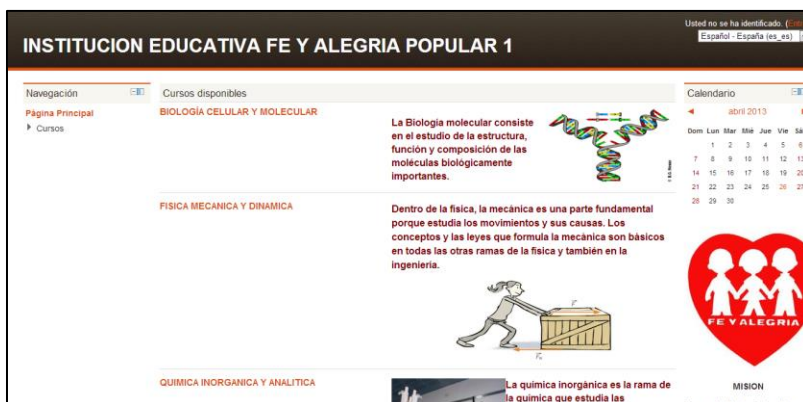 Usted no se ha identificado.
Español - España (es_es)
INSTITUCION EDUCATIVA FE Y ALEGRIA POPULAR 1
Navegación
Página Principal
Cursos
Cursos disponibles
BIOLOGÍA CELULAR Y MOLECULAR
La Biologia molecular consiste
en el estudio de la estructura,
función y composición de las
moléculas biológicamente
importantes.
FISICA MECANICA Y DINAMICA
Dentro de la física, la mecánica es una parte fundamental
porque estudia los movimientos y sus causas. Los
conceptos y las leyes que formula la mecánica son básicos
en todas las otras ramas de la física y también en la
ingeniería.
QUIMICA INORGANICA Y ANALITICA
La química inorgánica es la rama de
la química que estudia las
Calendario
abril 2013
Dom Lun Mar Mié Jue Vie Sáb
1 2 3 4 5 6
7 8 9 10 11 12 13
14 15 16 17 18 19 20
21 22 23 24 25 26 27
28 29 30
FE Y ALEGRIA
MISION